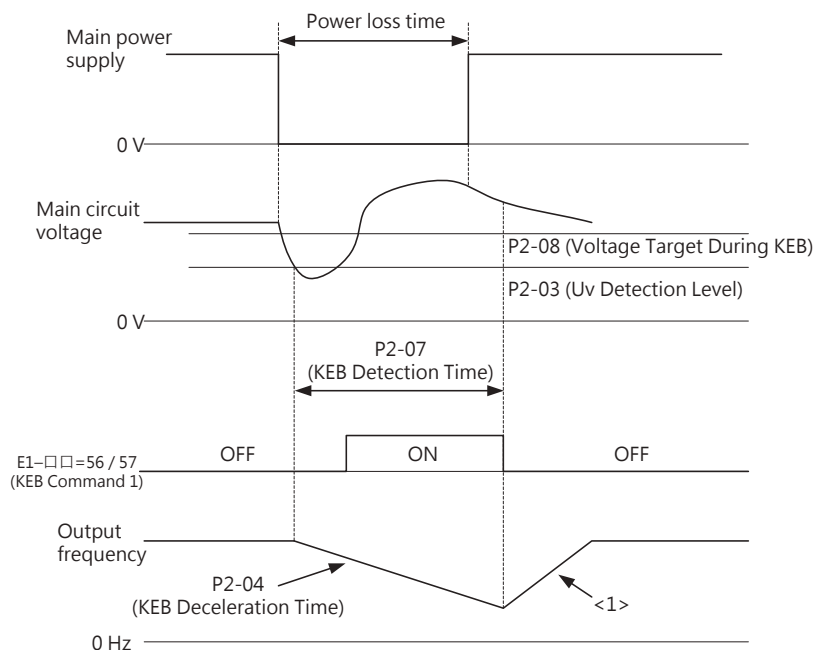 Power loss time
Main power
supply
0 V
Main circuit
voltage
P2-08 (Voltage Target During KEB)
P2-03 (Uv Detection Level)
0 V
P2-07
(KEB Detection Time)
E1–口口=56 / 57
(KEB Command 1)
OFF
ON
OFF
Output
frequency
P2-04
(KEB Deceleration Time)
<1>
0 Hz